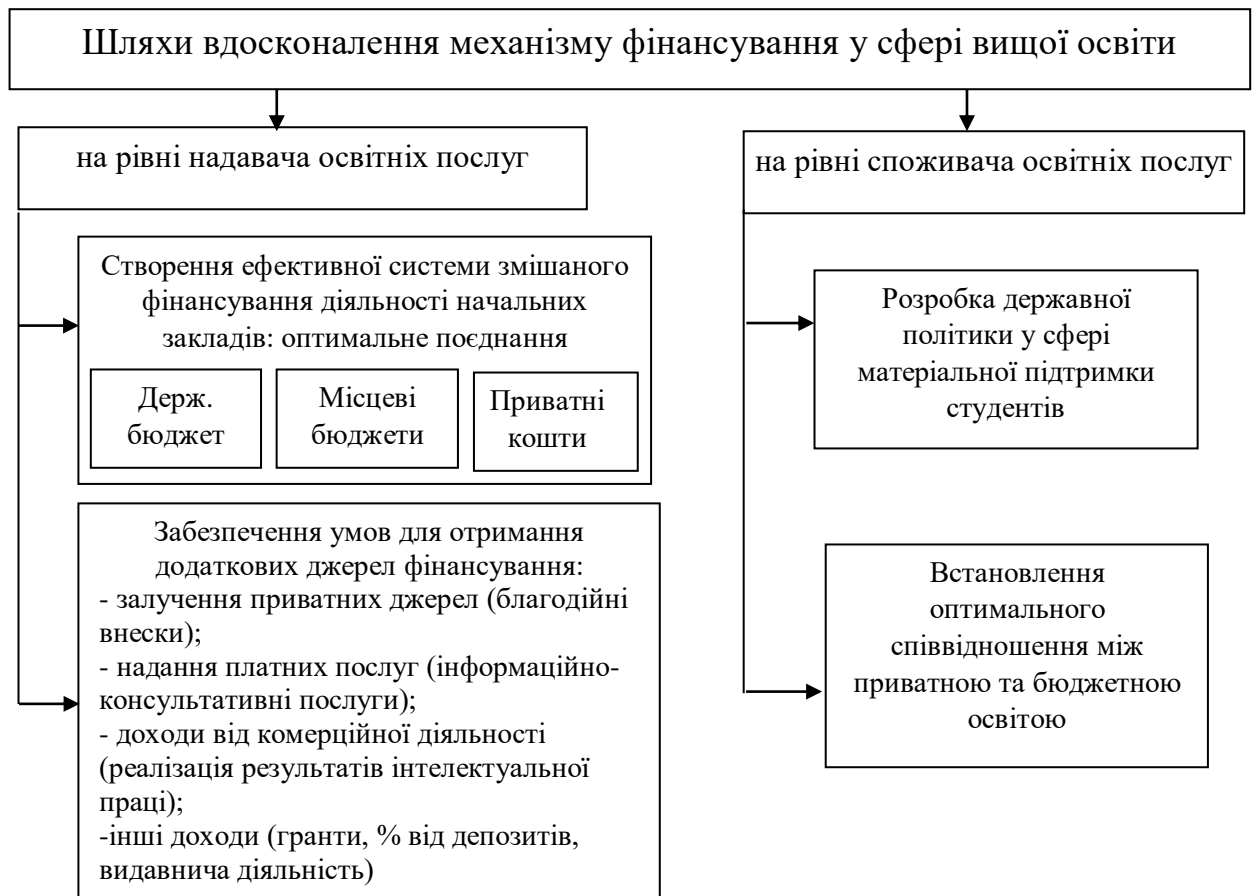 Шляхи вдосконалення механізму фінансування у сфері вищої освіти
на рівні надавача освітніх послуг
Створення ефективної системи змішаного
фінансування діяльності начальних
закладів: оптимальне поєднання
Держ.
бюджет
Місцеві
бюджети
Приватні
кошти
Забезпечення умов для отримання
додаткових джерел фінансування:
- залучення приватних джерел (благодійні
внески);
- надання платних послуг (інформаційно-
консультативні послуги);
- доходи від комерційної діяльності
(реалізація результатів інтелектуальної
праці);
-інші доходи (гранти, % від депозитів,
видавнича діяльність)
на рівні споживача освітніх послуг
Розробка державної
політики у сфері
матеріальної підтримки
студентів
Встановлення
оптимального
співвідношення між
приватною та бюджетною
освітою